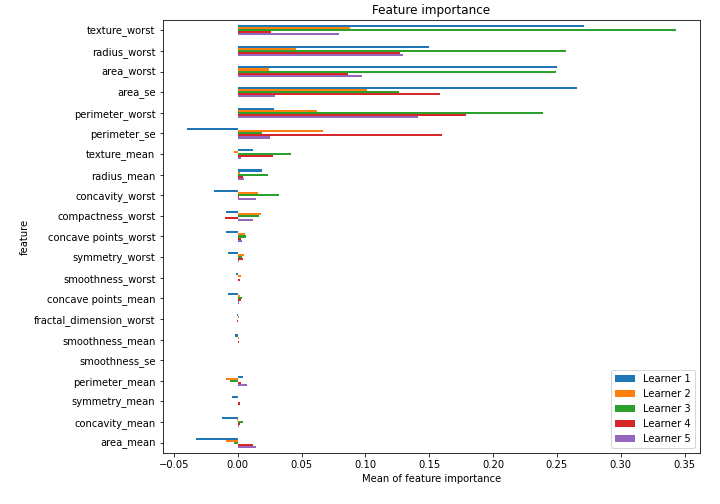 Feature importance
texture_worst
radius_worst
area_worst
area_se
perimeter_worst
perimeter_se
texture_mean
radius_mean
concavity_worst
compactness_worst
concave points_worst
symmetry_worst
smoothness_worst
concave points_mean
fractal_dimension_worst
smoothness_mean
smoothness_se
perimeter_mean
symmetry_mean
concavity_mean
area_mean
feature
Learner 1
Learner 2
Learner 3
Learner 4
Learner 5
−0.05 0.00 0.05 0.10 0.15 0.20 0.25 0.30 0.35
Mean of feature importance